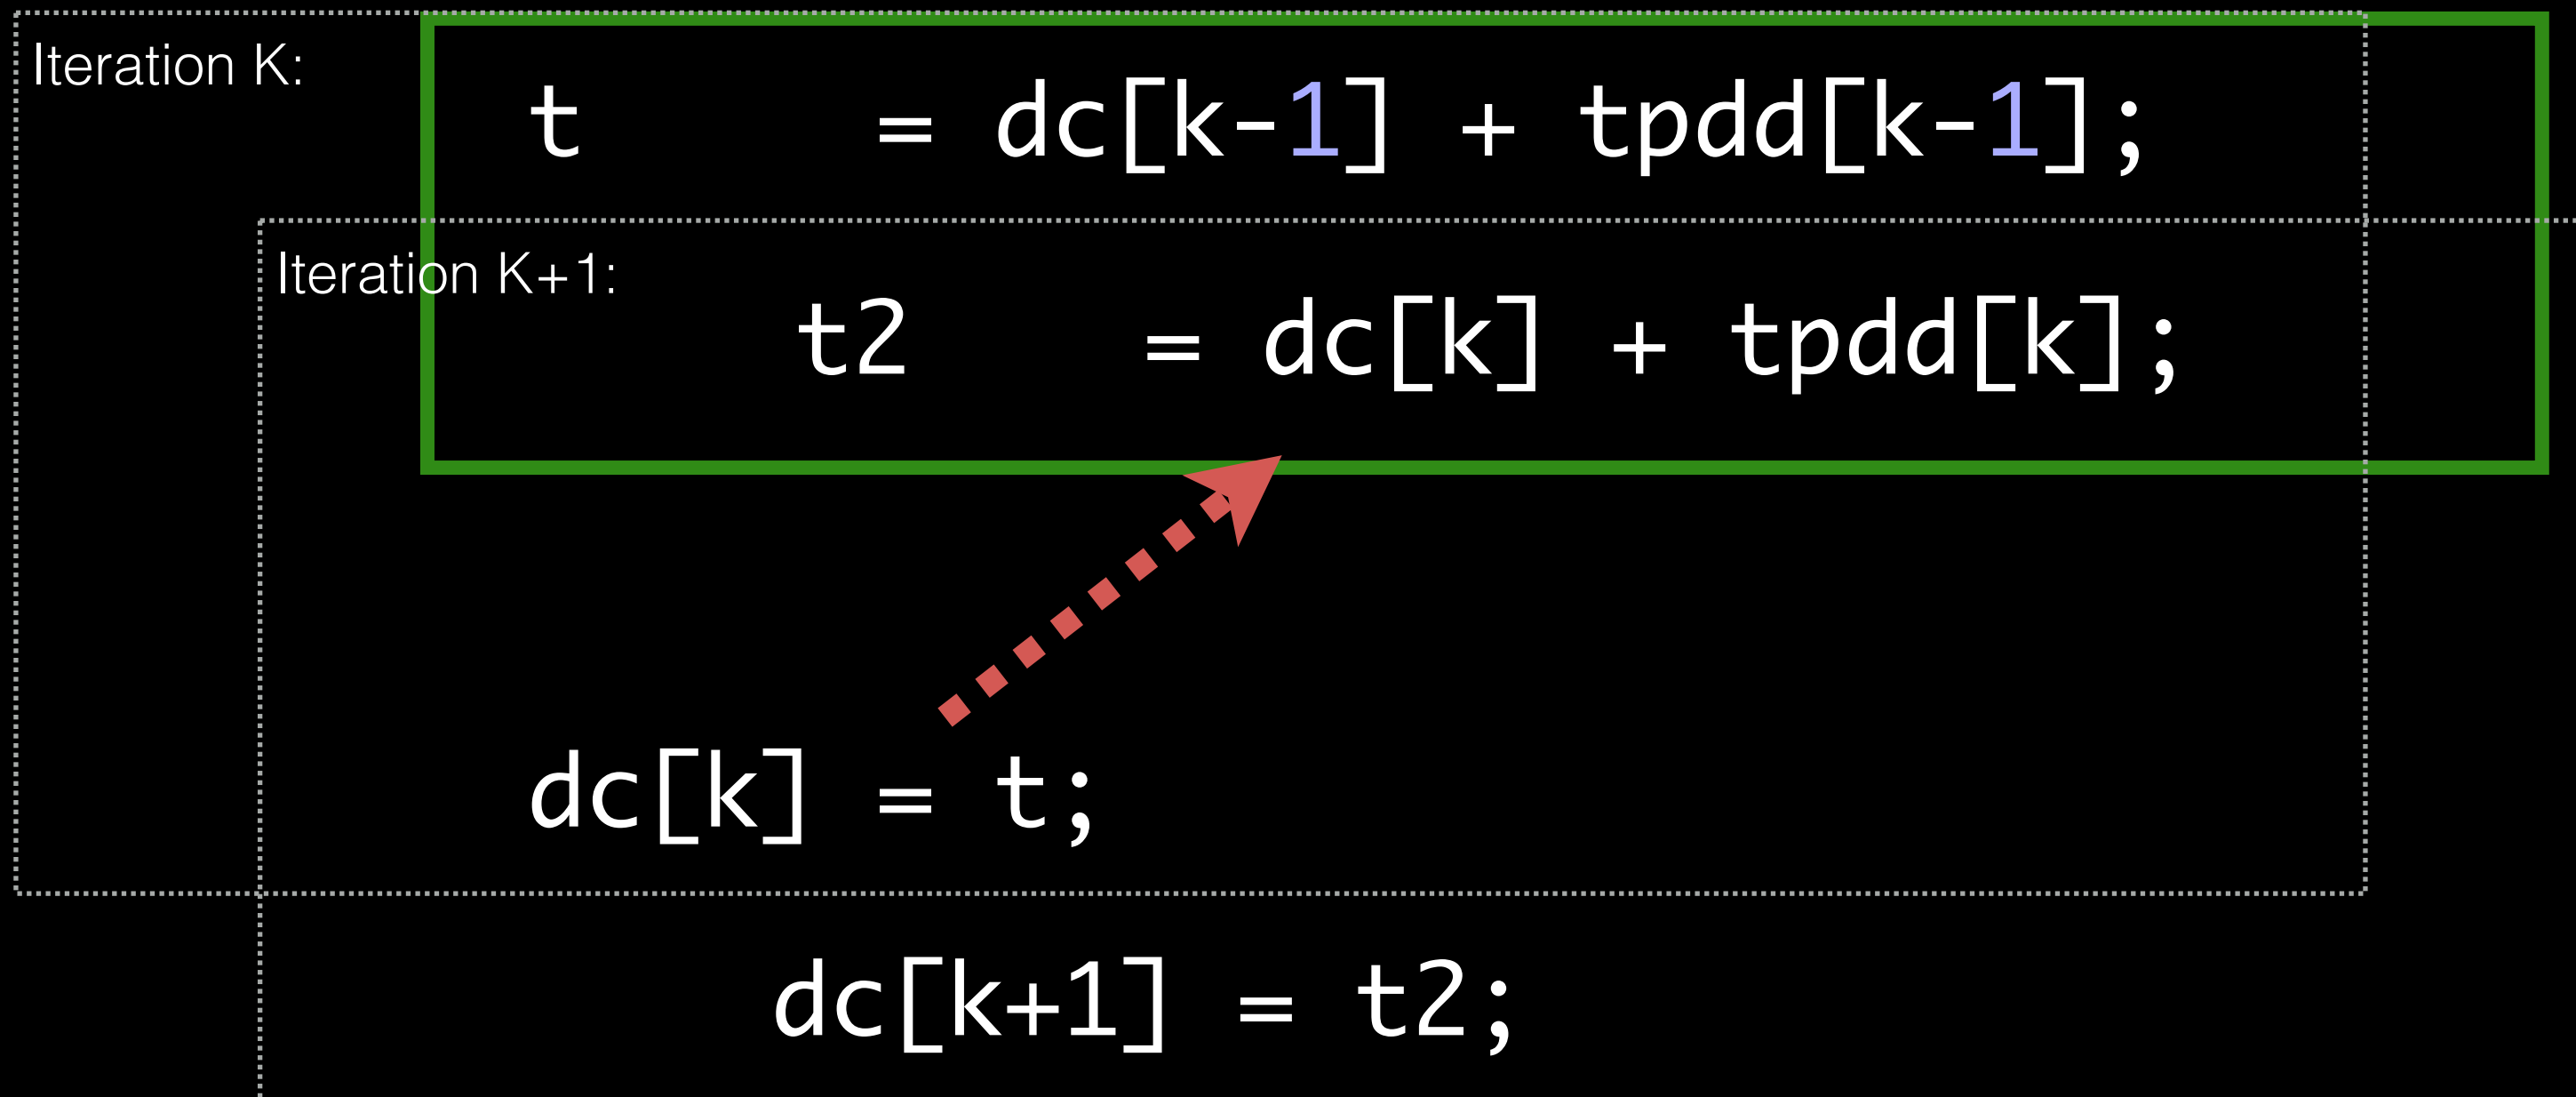 Iteration K:
t = dc[k-1] + tpdd[k-1];
Iteration K+1:
t2 = dc[k] + tpdd[k];
dc[k] = t;
dc[k+1] = t2;